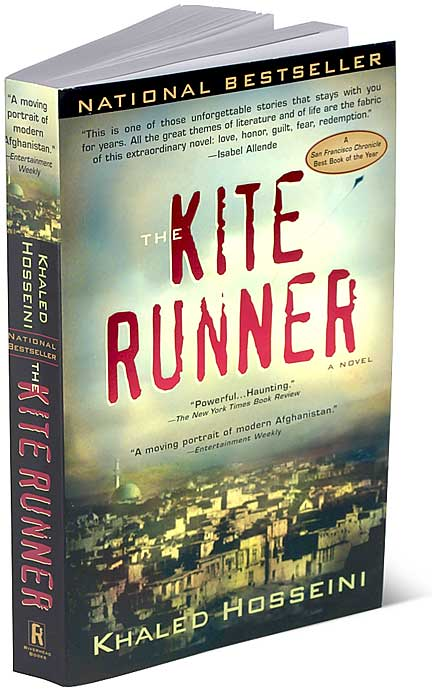 NATIONAL BESTSELLER
"This is one of those unforgettable stories that stays with you
for years. All the great themes of literature and of life are the fabric
of this extraordinary novel: love, honor, guilt, fear, redemption."
—Isabel Allende
A
San Francisco Chronicle
Best Book of the Year
THE
KITE
RUNNER
A NOVEL
"Powerful...Haunting."
—The New York Times Book Review
"A moving portrait of modern Afghanistan."
—Entertainment Weekly
KHALED HOSSEINI
"A moving
portrait of
modern
Afghanistan."
—Entertainment
Weekly
KHALED
HOSSEINI
NATIONAL
BESTSELLER
THE
KITE RUNNER
R
RIVERHEAD
BOOKS